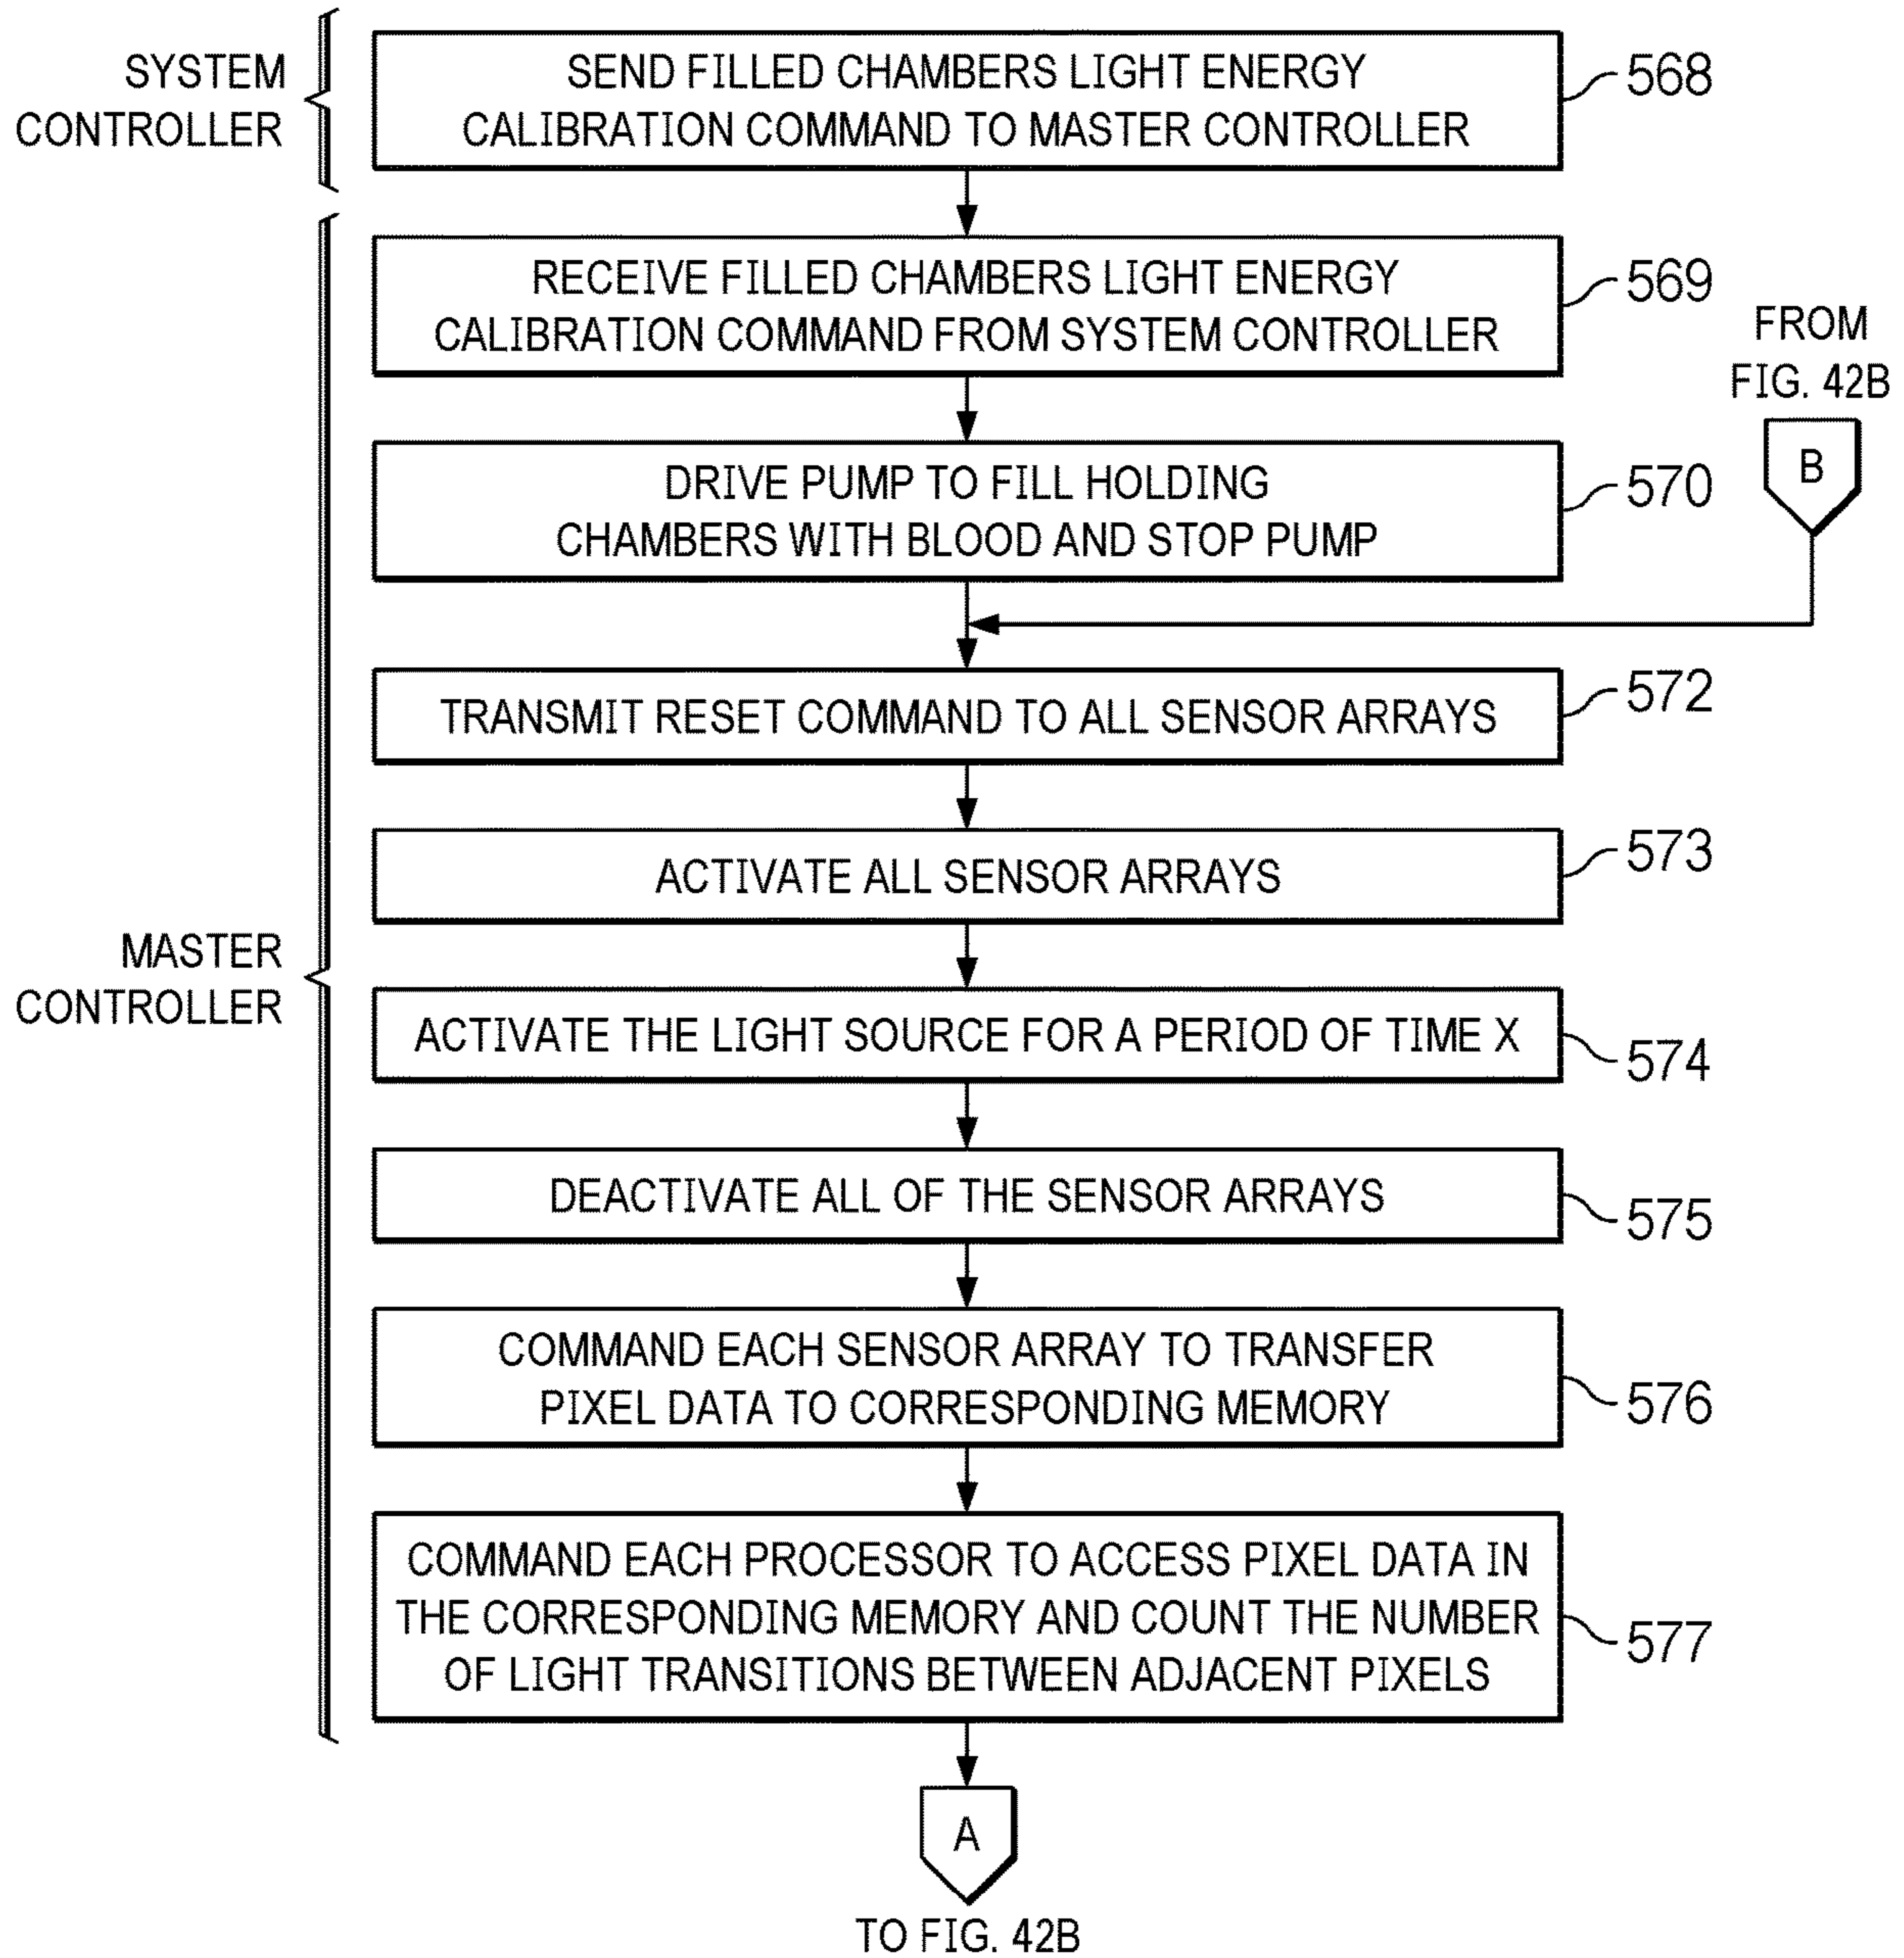 SYSTEM
CONTROLLER
SEND FILLED CHAMBERS LIGHT ENERGY
CALIBRATION COMMAND TO MASTER CONTROLLER
568
RECEIVE FILLED CHAMBERS LIGHT ENERGY
CALIBRATION COMMAND FROM SYSTEM CONTROLLER
569
FROM
FIG. 42B
B
DRIVE PUMP TO FILL HOLDING
CHAMBERS WITH BLOOD AND STOP PUMP
570
TRANSMIT RESET COMMAND TO ALL SENSOR ARRAYS
572
ACTIVATE ALL SENSOR ARRAYS
573
MASTER
CONTROLLER
ACTIVATE THE LIGHT SOURCE FOR A PERIOD OF TIME X
574
DEACTIVATE ALL OF THE SENSOR ARRAYS
575
COMMAND EACH SENSOR ARRAY TO TRANSFER
PIXEL DATA TO CORRESPONDING MEMORY
576
COMMAND EACH PROCESSOR TO ACCESS PIXEL DATA IN
THE CORRESPONDING MEMORY AND COUNT THE NUMBER
OF LIGHT TRANSITIONS BETWEEN ADJACENT PIXELS
577
A
TO FIG. 42B